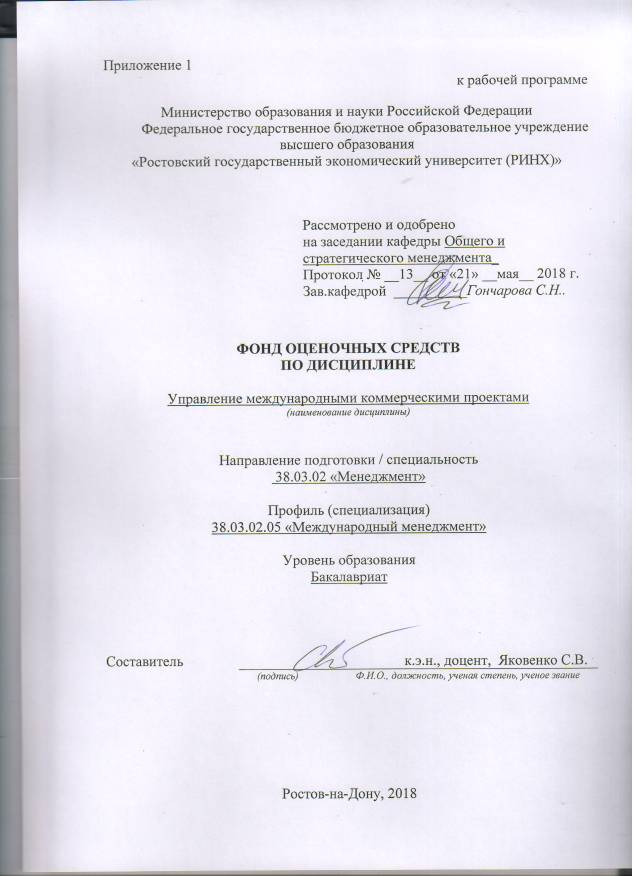 Приложение 1
к рабочей программе
Министерство образования и науки Российской Федерации
Федеральное государственное бюджетное образовательное учреждение
высшего образования
«Ростовский государственный экономический университет (РИНХ)»
Рассмотрено и одобрено
на заседании кафедры Общего и
стратегического менеджмента_
Протокол № __13__ от «21» __мая__ 2018 г.
Зав.кафедрой __________Гончарова С.Н..
ФОНД ОЦЕНОЧНЫХ СРЕДСТВ
ПО ДИСЦИПЛИНЕ
Управление международными коммерческими проектами
(наименование дисциплины)
Направление подготовки / специальность
38.03.02 «Менеджмент»
Профиль (специализация)
38.03.02.05 «Международный менеджмент»
Уровень образования
Бакалавриат
Составитель к.э.н., доцент, Яковенко С.В.
(подпись) Ф.И.О., должность, ученая степень, ученое звание
Ростов-на-Дону, 2018